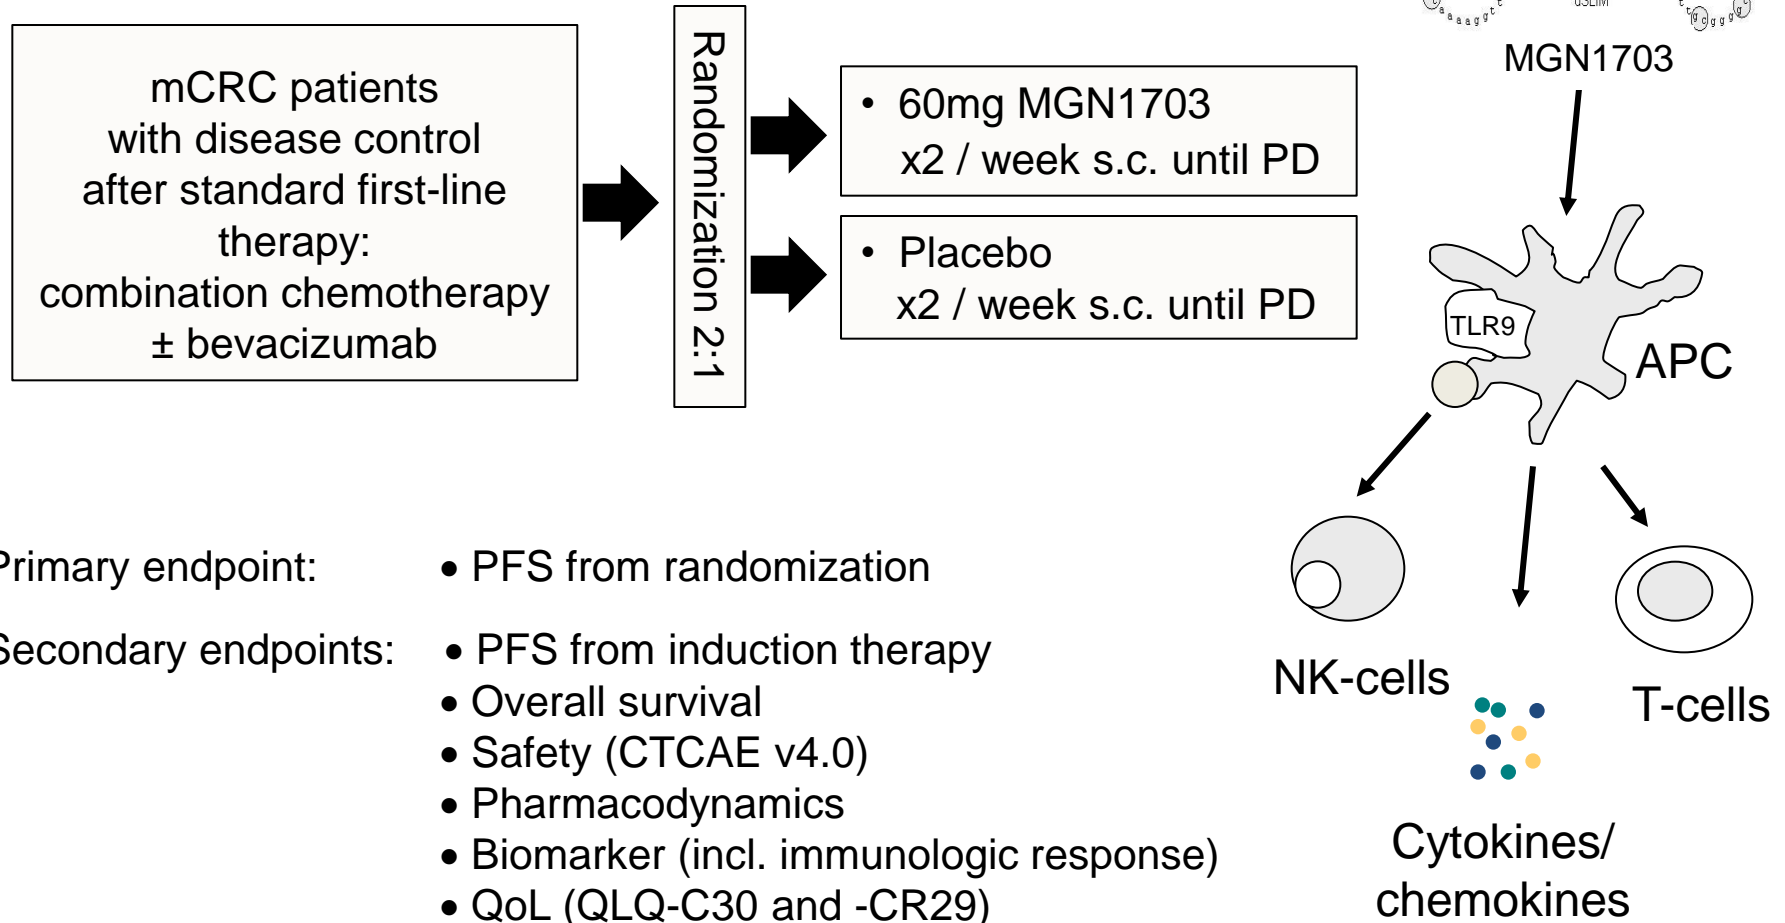 mCRC patients
with disease control
after standard first-line
therapy:
combination chemotherapy
± bevacizumab
Randomization 2:1
• 60mg MGN1703
x2 / week s.c. until PD
• Placebo
x2 / week s.c. until PD
Primary endpoint:
• PFS from randomization
Secondary endpoints:
• PFS from induction therapy
• Overall survival
• Safety (CTCAE v4.0)
• Pharmacodynamics
• Biomarker (incl. immunologic response)
• QoL (QLQ-C30 and -CR29)
MGN1703
TLR9
APC
NK-cells
T-cells
Cytokines/
chemokines